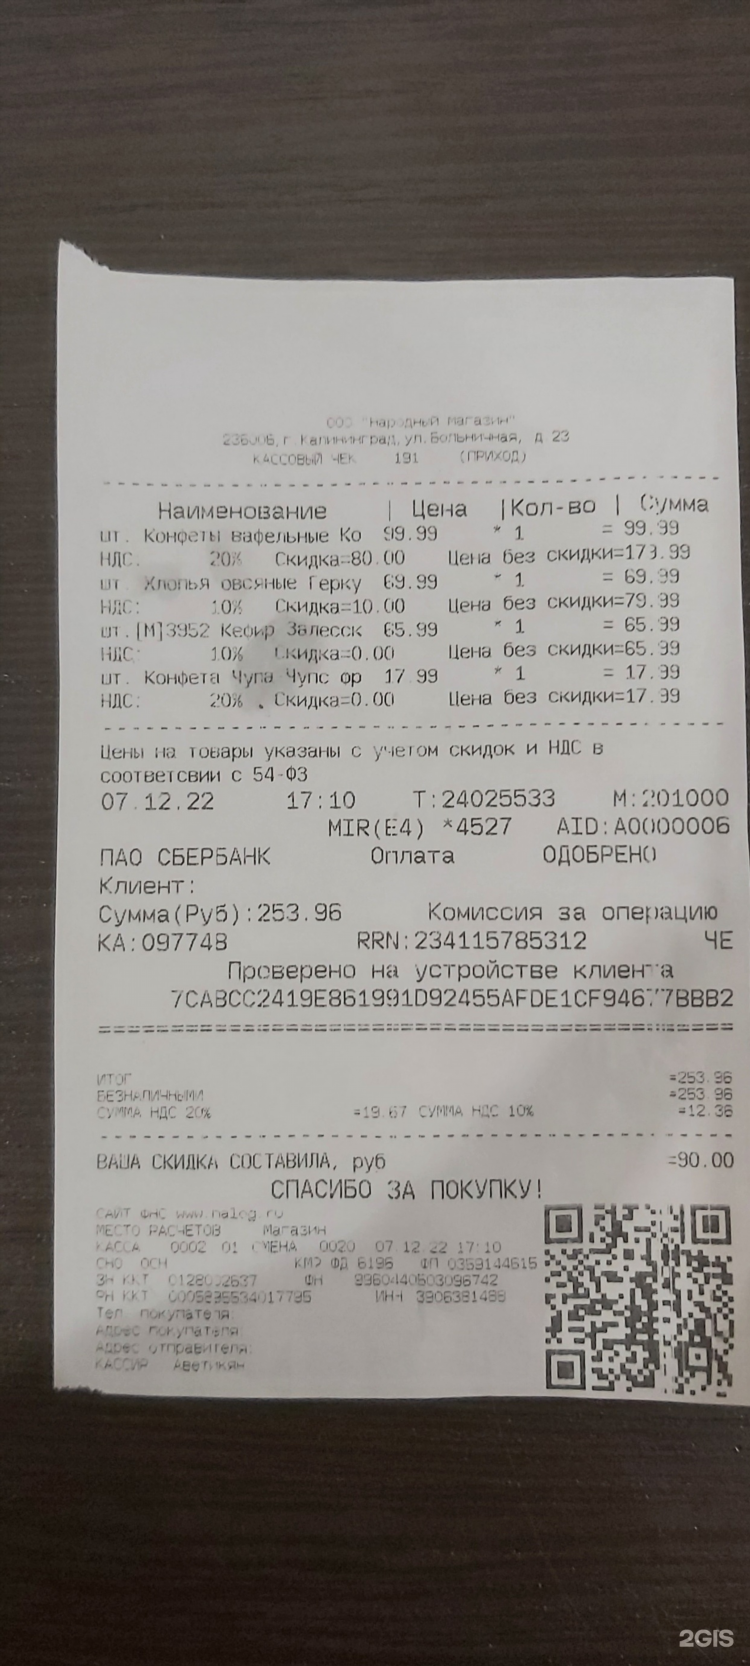 ООО "Народный магазин"
236006, г. Калининград, ул. Больничная, д 23
КАССОВЫЙ ЧЕК 191 (ПРИХОД)
Наименование | Цена | Кол-во | Сумма
шт. Конфеты вафельные Ко 99.99 * 1 = 99.99
НДС: 20% Скидка=80.00 Цена без скидки=179.99
шт. Хлопья овсяные Герку 69.99 * 1 = 69.99
НДС: 10% Скидка=10.00 Цена без скидки=79.99
шт.[М]3952 Кефир Залесск 65.99 * 1 = 65.99
НДС: 10% Скидка=0.00 Цена без скидки=65.99
шт. Конфета Чупа Чупс ор 17.99 * 1 = 17.99
НДС: 20% Скидка=0.00 Цена без скидки=17.99
Цены на товары указаны с учетом скидок и НДС в
соответсвии с 54-ФЗ
07.12.22 17:10 Т:24025533 М:201000
MIR(E4) *4527 AID:A0000006
ПАО СБЕРБАНК Оплата ОДОБРЕНО
Клиент:
Сумма(Руб):253.96 Комиссия за операцию
КА:097748 RRN:234115785312 ЧЕ
Проверено на устройстве клиента
7CABCC2419E861991D92455AFDE1CF94677BBB2
ИТОГ =253.96
БЕЗНАЛИЧНЫМИ =253.96
СУММА НДС 20% =19.67 СУММА НДС 10% =12.36
ВАША СКИДКА СОСТАВИЛА, руб =90.00
СПАСИБО ЗА ПОКУПКУ!
САЙТ ФНС www.nalog.ru
МЕСТО РАСЧЕТОВ Магазин
КАССА 0002 01 СМЕНА 0020 07.12.22 17:10
СНО ОСН ФД 6196 ФП 0359144615
ЗН ККТ ФН
РН ККТ ИНН 3906391488
Тел. покупателя:
Адрес покупателя:
Адрес отправителя:
КАССИР Аветикян
2GIS